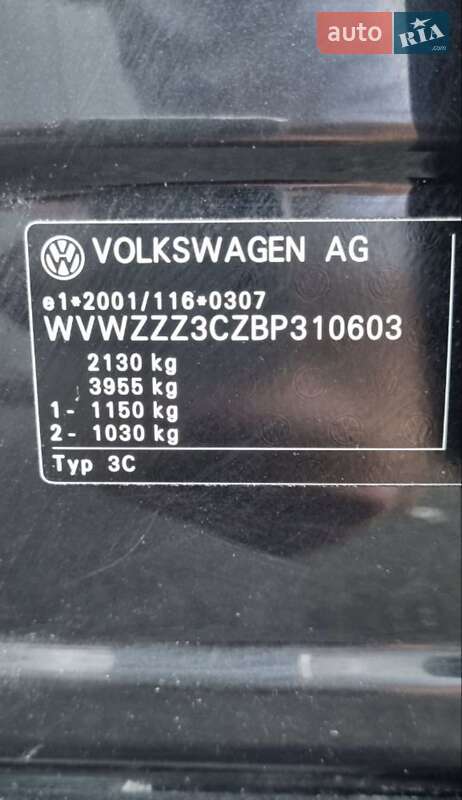 auto RIA
.com
VOLKSWAGEN AG
e1*2001/116*0307
WVWZZZ3CZBP310603
2130 kg
3955 kg
1- 1150 kg
2- 1030 kg
Typ 3C